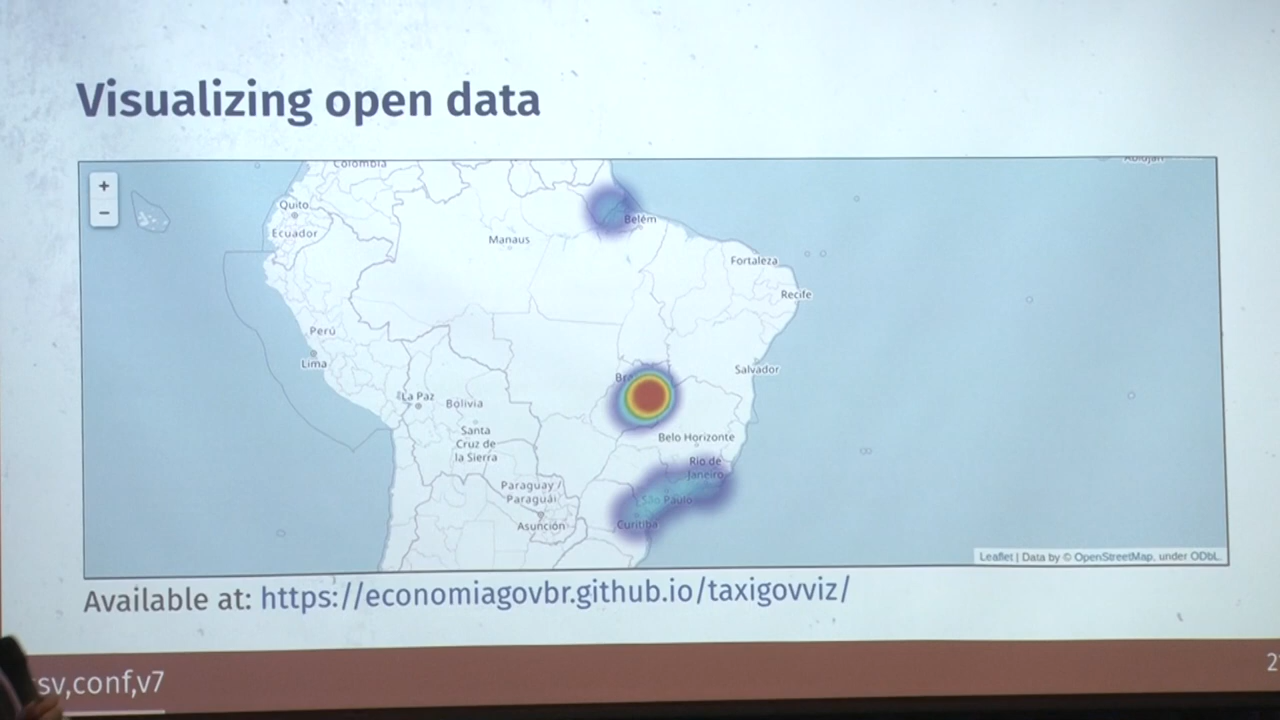 Visualizing open data
Colombia
Abidjan
+
−
Quito
Belém
Ecuador
Manaus
Fortaleza
Recife
Perú
Lima
Salvador
La Paz
Bolivia
Santa
Cruz de
la Sierra
Belo Horizonte
Rio de
Janeiro
Paraguay /
Paraguái
São Paulo
Asunción
Curitiba
Leaflet | Data by © OpenStreetMap, under ODbL.
Available at: https://economiagovbr.github.io/taxigovviz/
sv,conf,v7